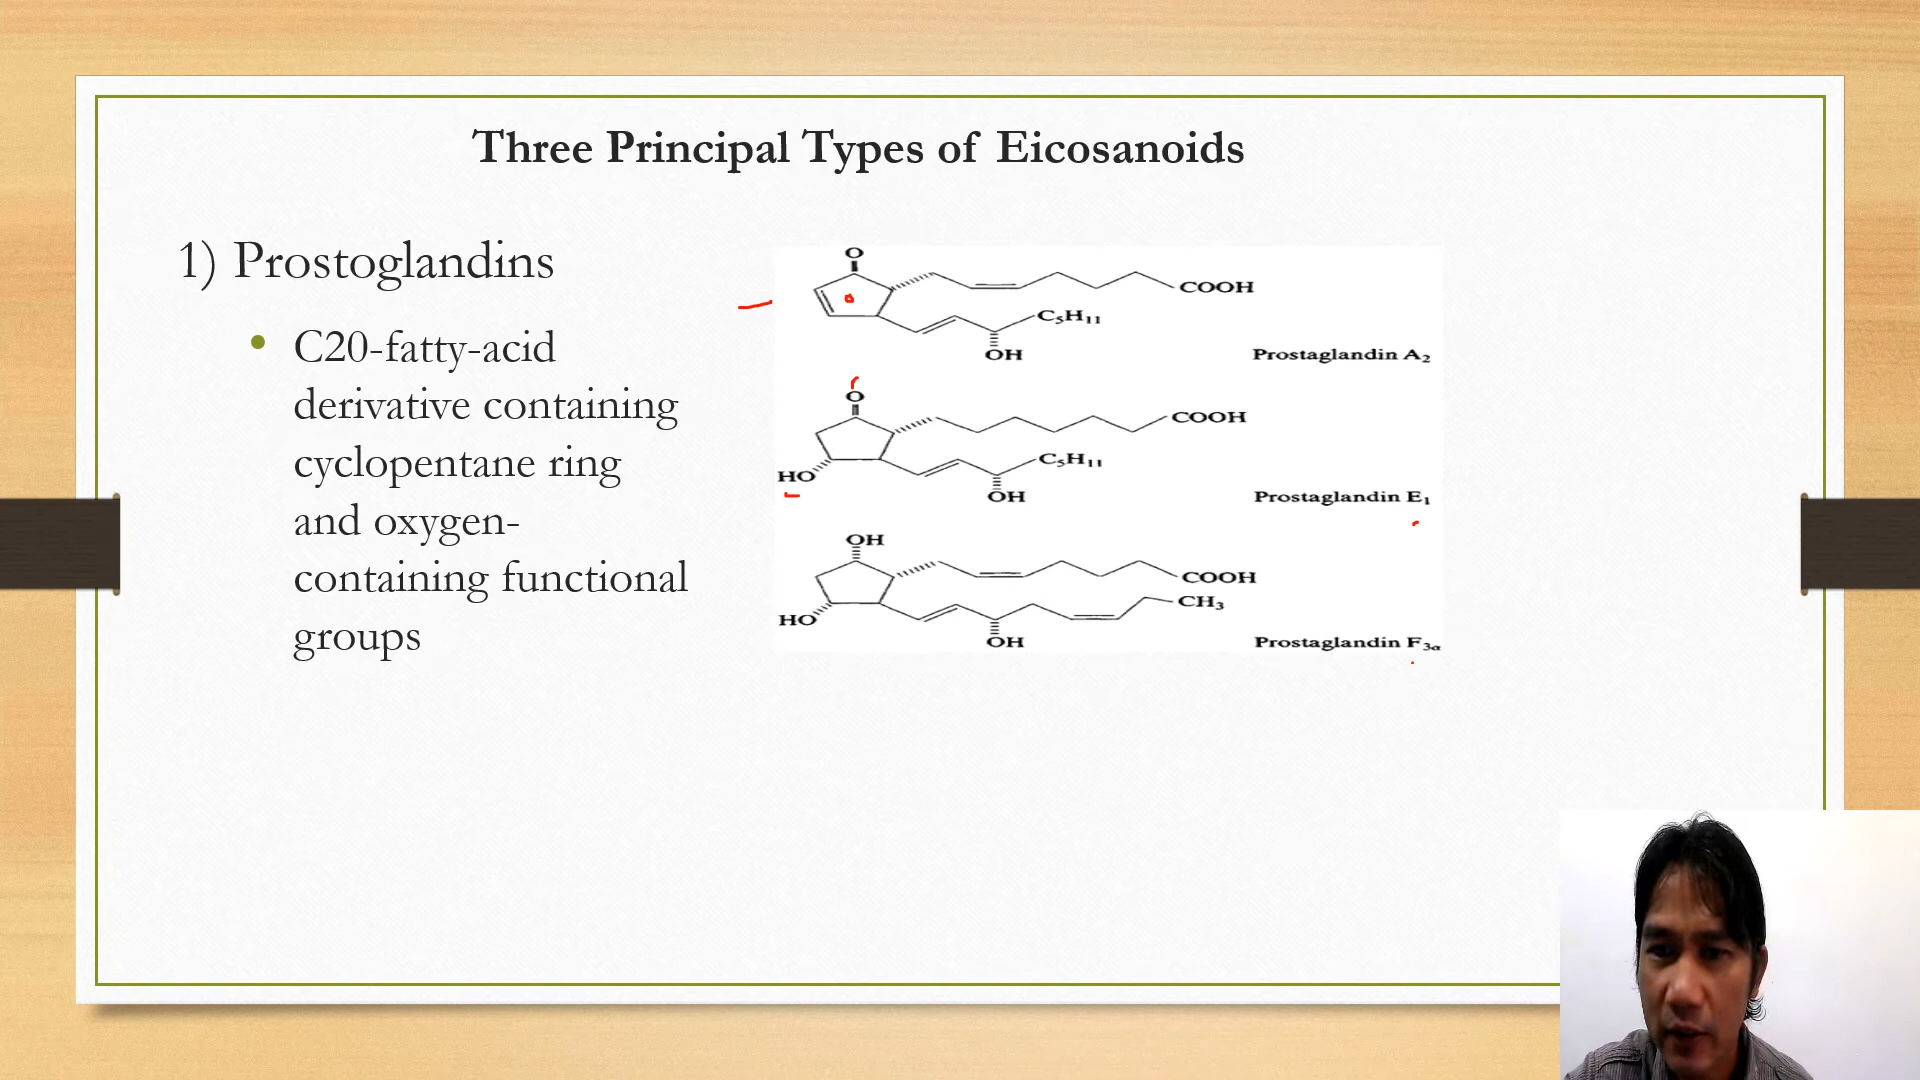 Three Principal Types of Eicosanoids
1) Prostoglandins
• C20-fatty-acid
derivative containing
cyclopentane ring
and oxygen-
containing functional
groups
O
COOH
C₅H₁₁
OH
Prostaglandin A₂
O
COOH
C₅H₁₁
HO
OH
Prostaglandin E₁
OH
COOH
CH₃
HO
OH
Prostaglandin F₃α